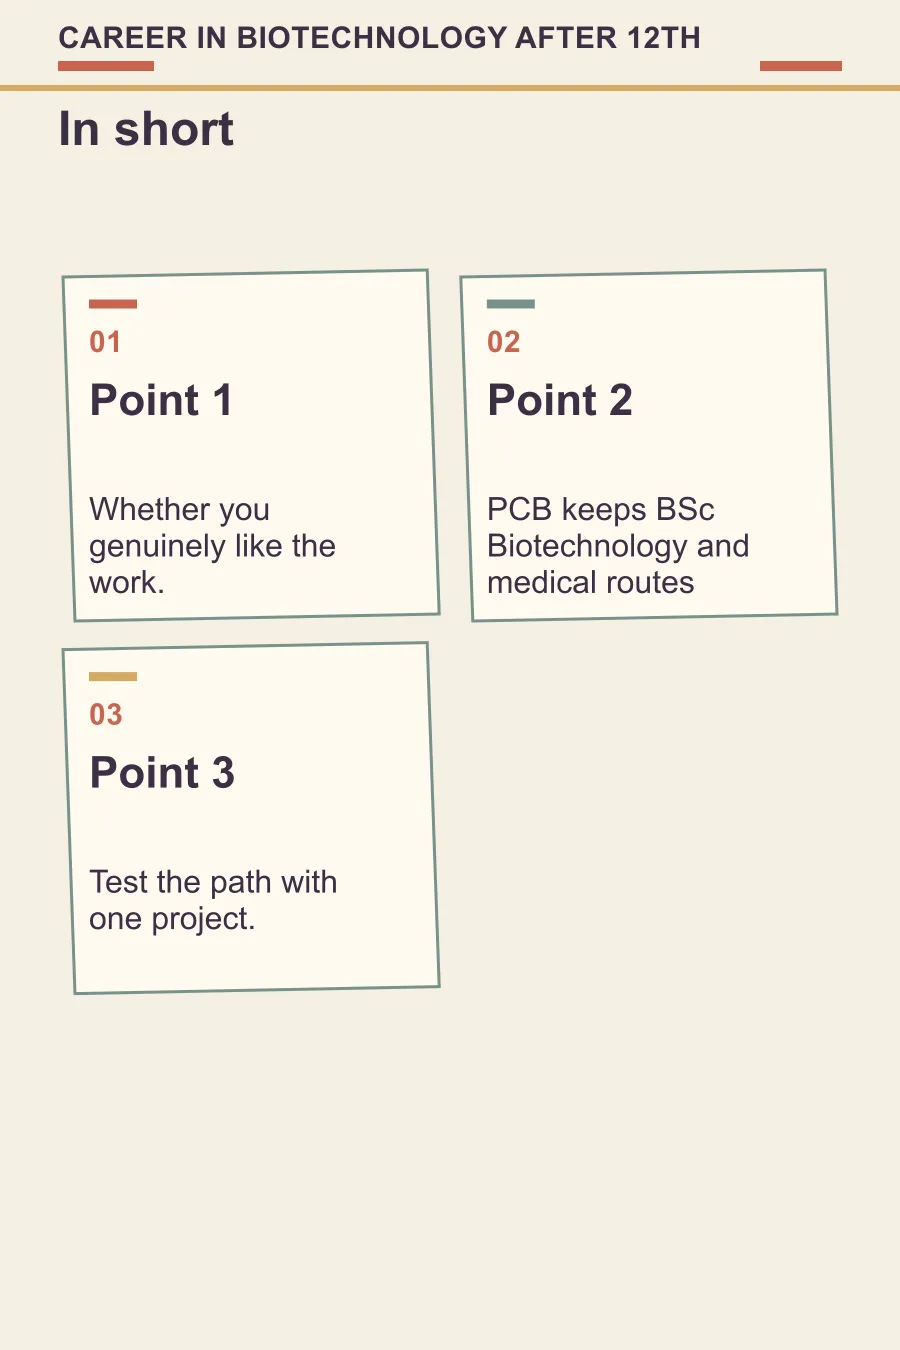 CAREER IN BIOTECHNOLOGY AFTER 12TH
In short
01
Point 1
Whether you
genuinely like the
work.
02
Point 2
PCB keeps BSc
Biotechnology and
medical routes
03
Point 3
Test the path with
one project.